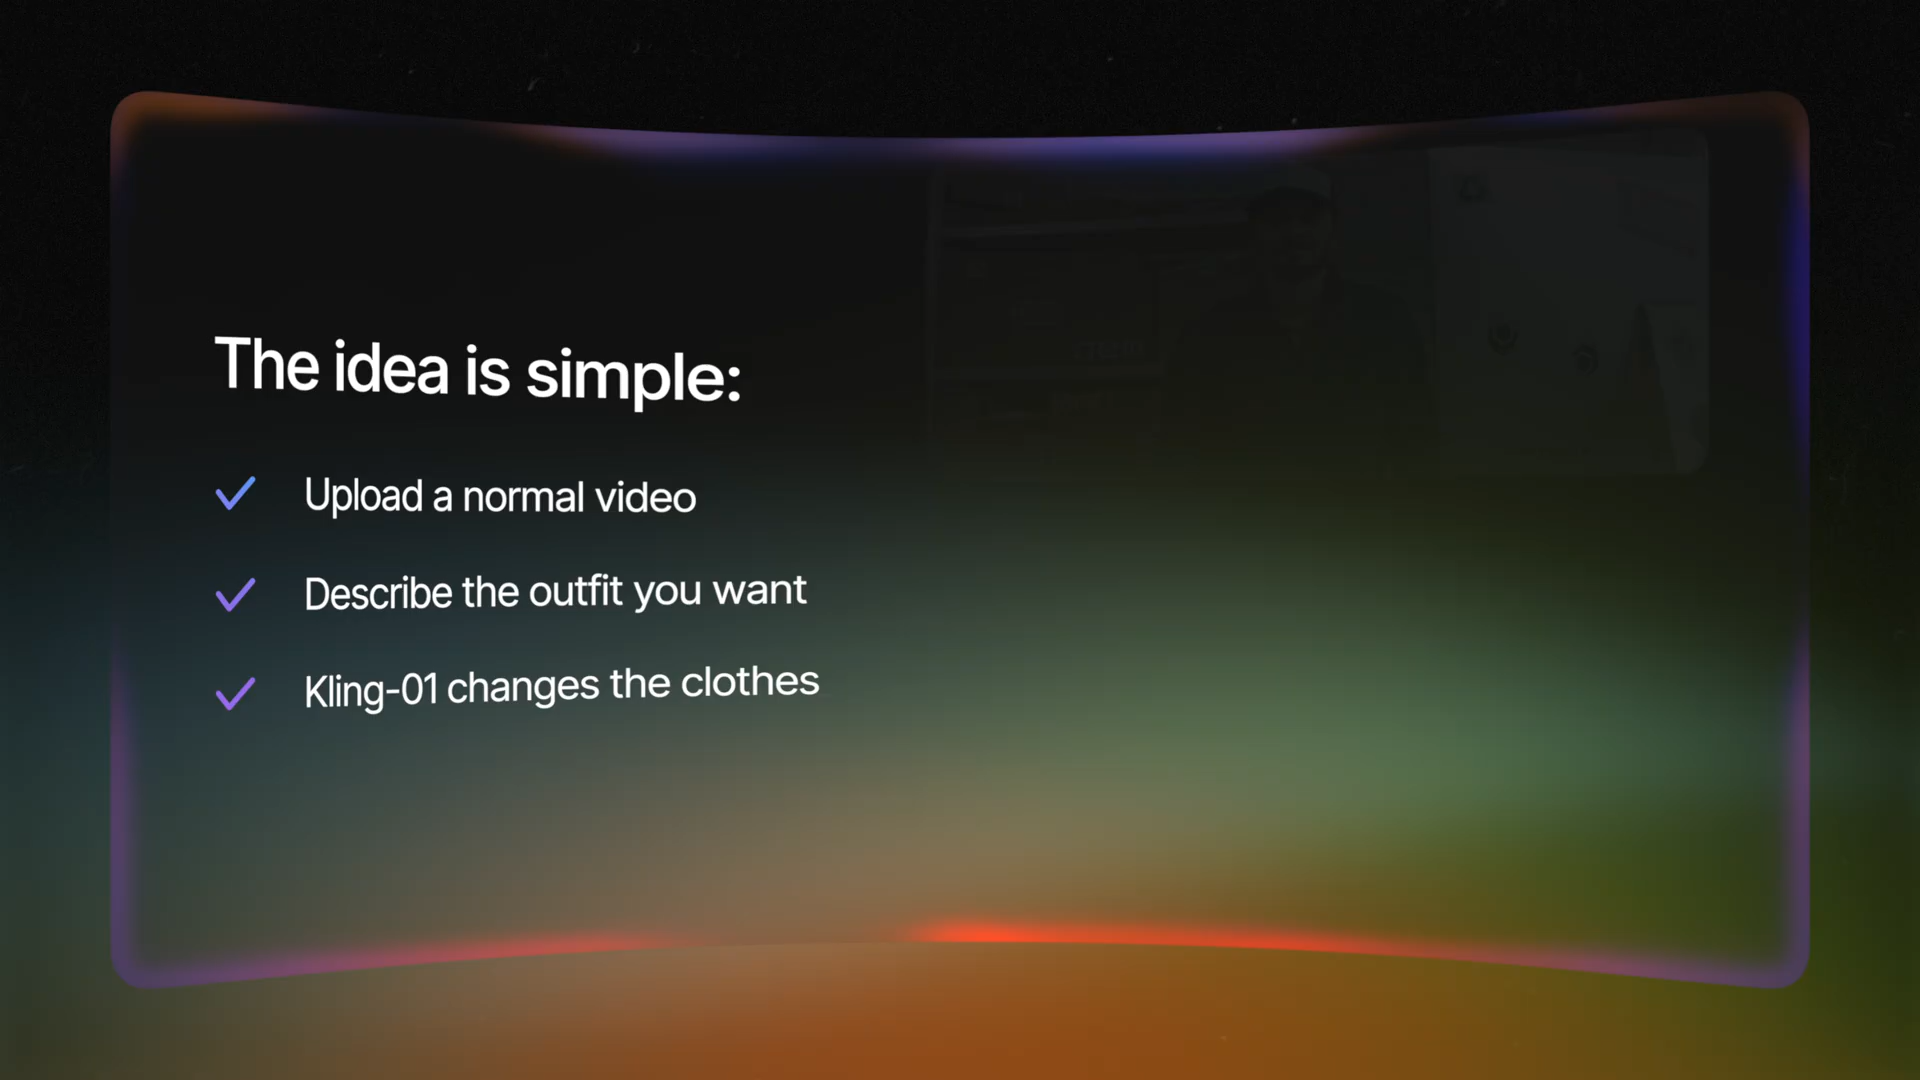 The idea is simple:
Upload a normal video
Describe the outfit you want
Kling-01 changes the clothes